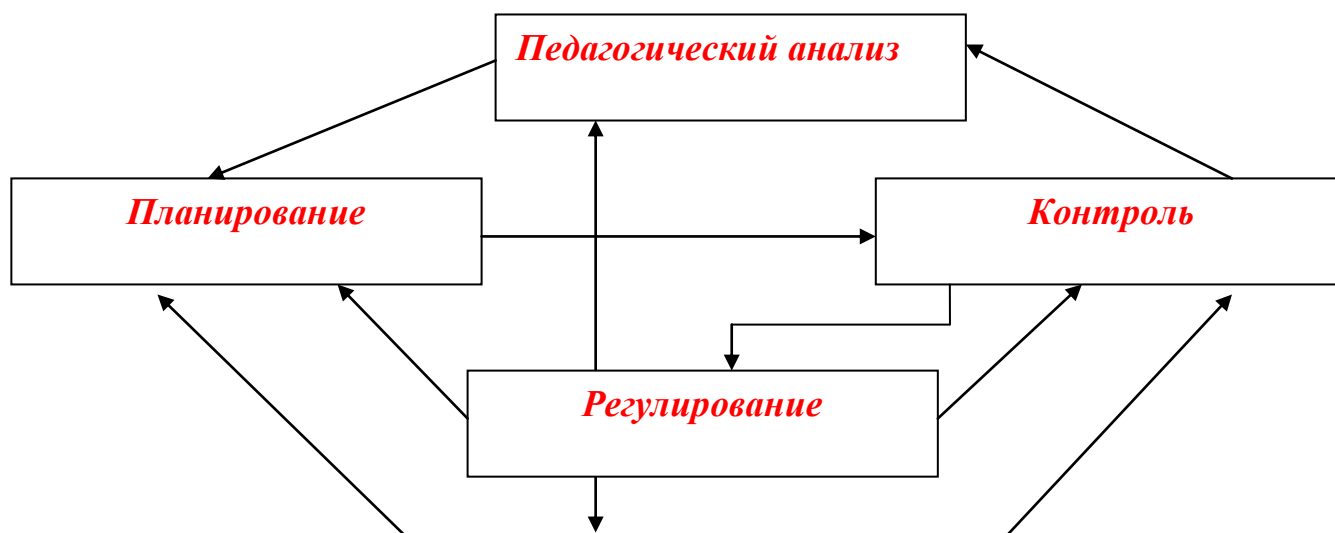 Педагогический анализ
Планирование
Контроль
Регулирование